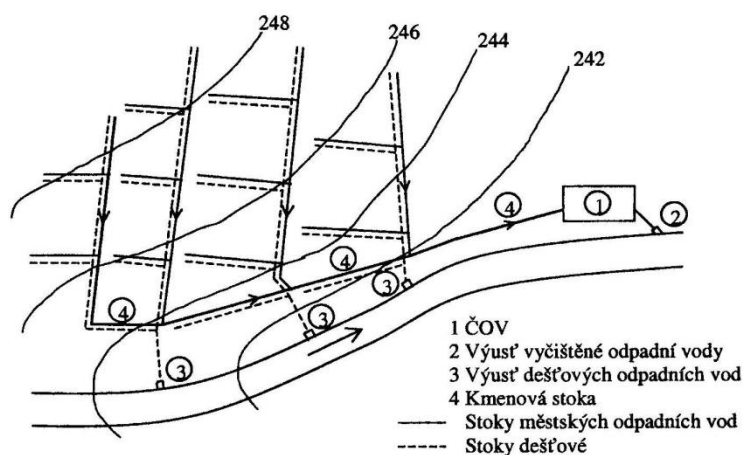 248
246
244
242
4
1
2
4
4
3
3
3
1 ČOV
2 Výusť vyčištěné odpadní vody
3 Výusť dešťových odpadních vod
4 Kmenová stoka
Stoky městských odpadních vod
Stoky dešťové